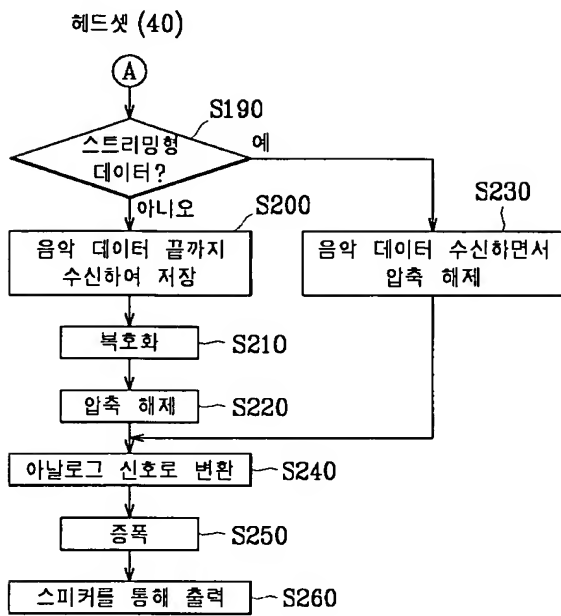 헤드셋 (40)
A
S190
스트리밍형
데이터?
예
아니오
S200
S230
음악 데이터 끝까지
수신하여 저장
음악 데이터 수신하면서
압축 해제
복호화
S210
압축 해제
S220
아날로그 신호로 변환
S240
증폭
S250
스피커를 통해 출력
S260